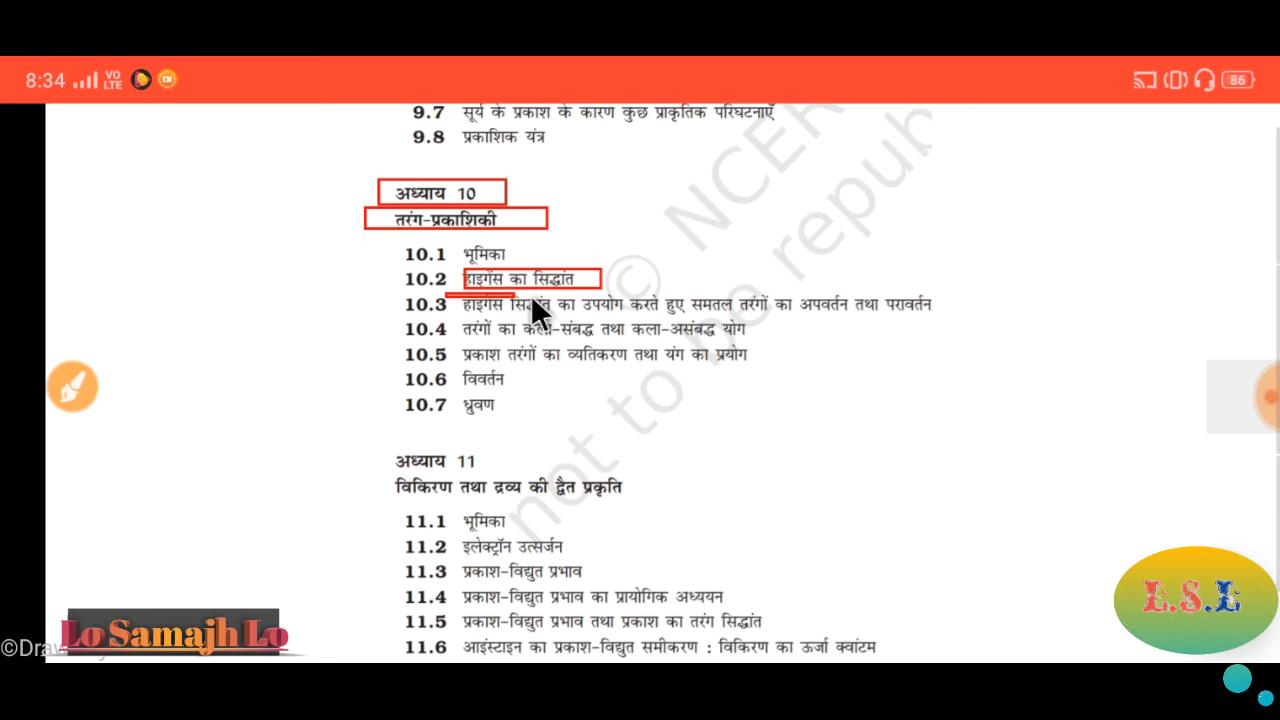 8:34 VO LTE 86
9.7 सूर्य के प्रकाश के कारण कुछ प्राकृतिक परिघटनाएँ
9.8 प्रकाशिक यंत्र
अध्याय 10
तरंग-प्रकाशिकी
10.1 भूमिका
10.2 हाइगेंस का सिद्धांत
10.3 हाइगेंस सिद्धांत का उपयोग करते हुए समतल तरंगों का अपवर्तन तथा परावर्तन
10.4 तरंगों का कला-संबद्ध तथा कला-असंबद्ध योग
10.5 प्रकाश तरंगों का व्यतिकरण तथा यंग का प्रयोग
10.6 विवर्तन
10.7 ध्रुवण
अध्याय 11
विकिरण तथा द्रव्य की द्वैत प्रकृति
11.1 भूमिका
11.2 इलेक्ट्रॉन उत्सर्जन
11.3 प्रकाश-विद्युत प्रभाव
11.4 प्रकाश-विद्युत प्रभाव का प्रायोगिक अध्ययन
11.5 प्रकाश-विद्युत प्रभाव तथा प्रकाश का तरंग सिद्धांत
11.6 आइंस्टाइन का प्रकाश-विद्युत समीकरण : विकिरण का ऊर्जा क्वांटम
© NCER
not to be repub
L.S.L
Lo Samajh Lo